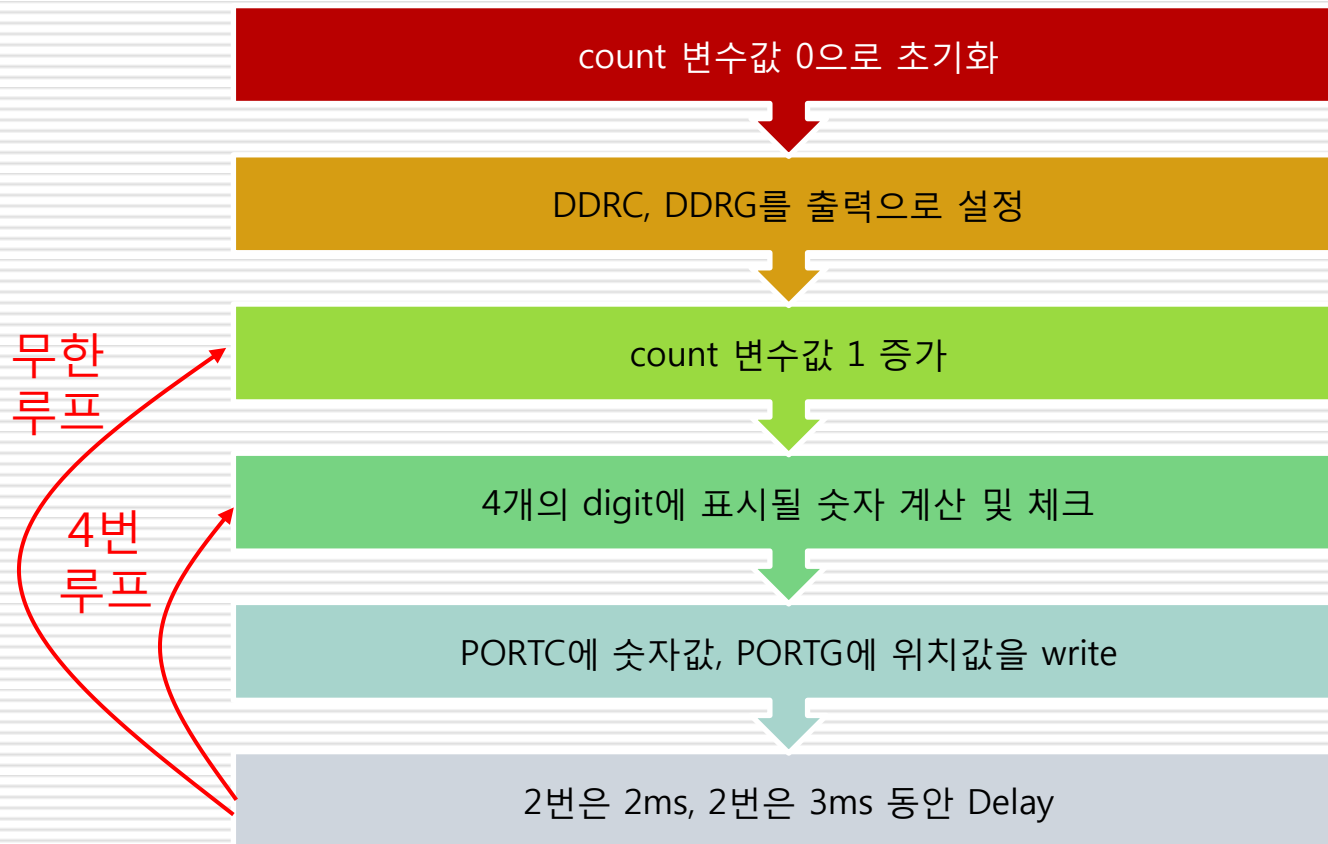 count 변수값 0으로 초기화
DDRC, DDRG를 출력으로 설정
count 변수값 1 증가
4개의 digit에 표시될 숫자 계산 및 체크
PORTC에 숫자값, PORTG에 위치값을 write
2번은 2ms, 2번은 3ms 동안 Delay
무한
루프
4번
루프